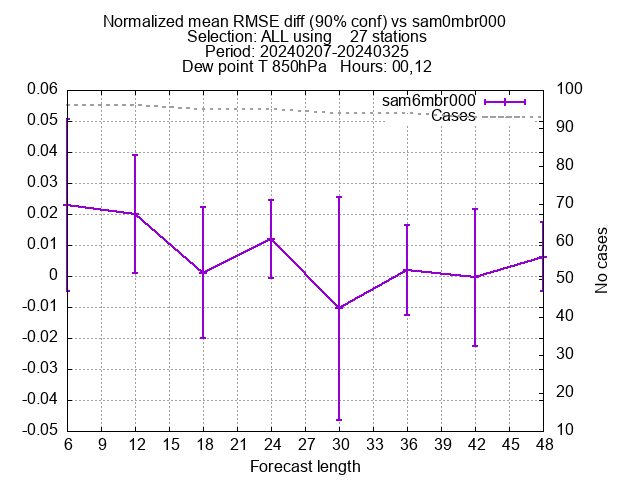 Normalized mean RMSE diff (90% conf) vs sam0mbr000
Selection: ALL using    27 stations
Period: 20240207-20240325
Dew point T 850hPa   Hours: 00,12
0.06
0.05
0.04
0.03
0.02
0.01
0
-0.01
-0.02
-0.03
-0.04
-0.05
sam6mbr000
Cases
100
90
80
70
60
50
40
30
20
10
No cases
6 9 12 15 18 21 24 27 30 33 36 39 42 45 48
Forecast length